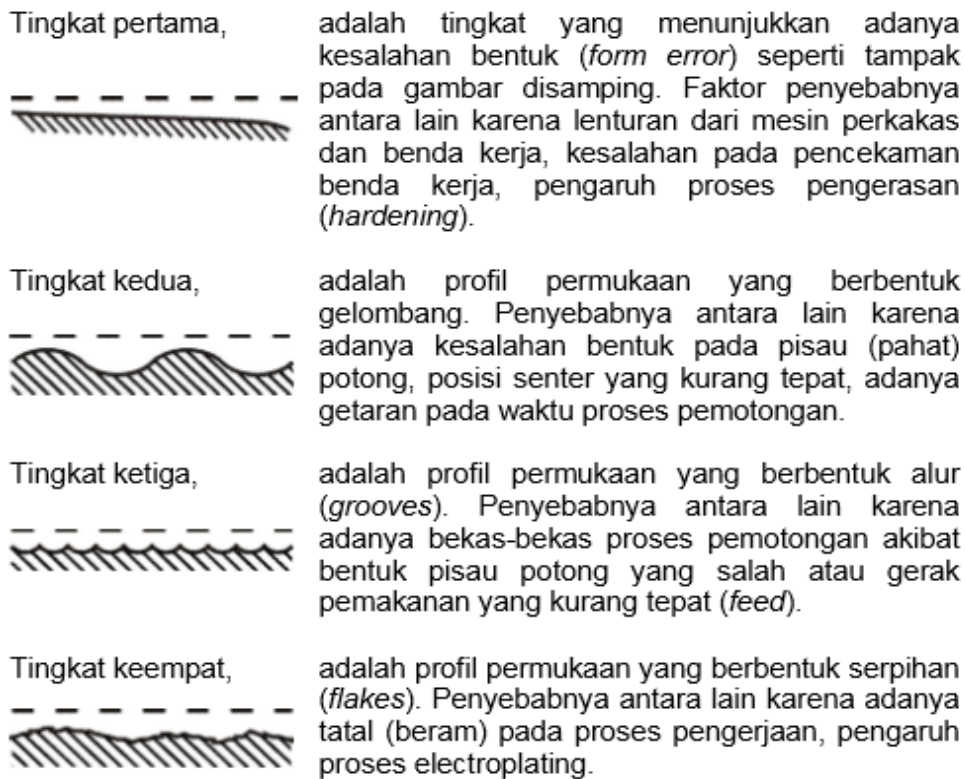 Tingkat pertama,
adalah tingkat yang menunjukkan adanya
kesalahan bentuk (form error) seperti tampak
pada gambar disamping. Faktor penyebabnya
antara lain karena lenturan dari mesin perkakas
dan benda kerja, kesalahan pada pencekaman
benda kerja, pengaruh proses pengerasan
(hardening).
Tingkat kedua,
adalah profil permukaan yang berbentuk
gelombang. Penyebabnya antara lain karena
adanya kesalahan bentuk pada pisau (pahat)
potong, posisi senter yang kurang tepat, adanya
getaran pada waktu proses pemotongan.
Tingkat ketiga,
adalah profil permukaan yang berbentuk alur
(grooves). Penyebabnya antara lain karena
adanya bekas-bekas proses pemotongan akibat
bentuk pisau potong yang salah atau gerak
pemakanan yang kurang tepat (feed).
Tingkat keempat,
adalah profil permukaan yang berbentuk serpihan
(flakes). Penyebabnya antara lain karena adanya
tatal (beram) pada proses pengerjaan, pengaruh
proses electroplating.